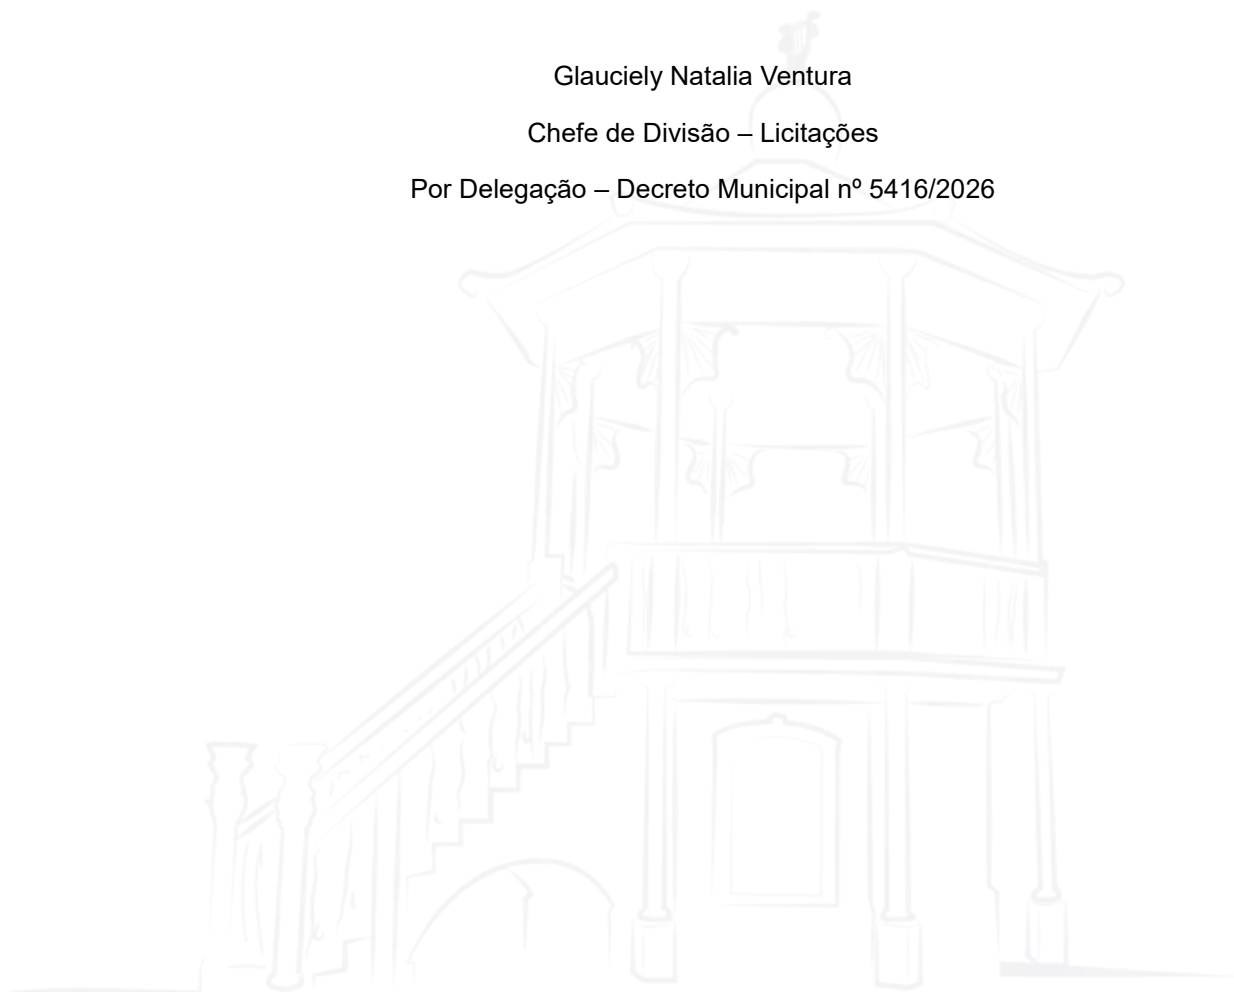 Glauciely Natalia Ventura
Chefe de Divisão – Licitações
Por Delegação – Decreto Municipal nº 5416/2026